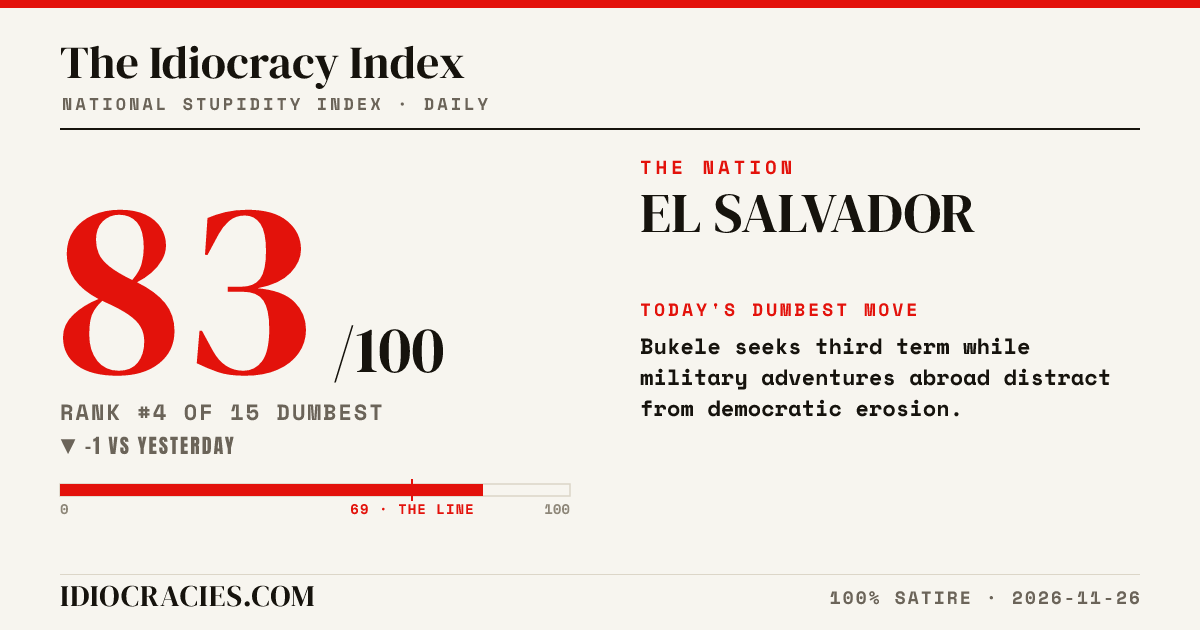 The Idiocracy Index
NATIONAL STUPIDITY INDEX · DAILY
83 /100
RANK #4 OF 15 DUMBEST
▼ -1 VS YESTERDAY
0
69 · THE LINE
100
THE NATION
EL SALVADOR
TODAY'S DUMBEST MOVE
Bukele seeks third term while
military adventures abroad distract
from democratic erosion.
IDIOCRACIES.COM
100% SATIRE · 2026-11-26